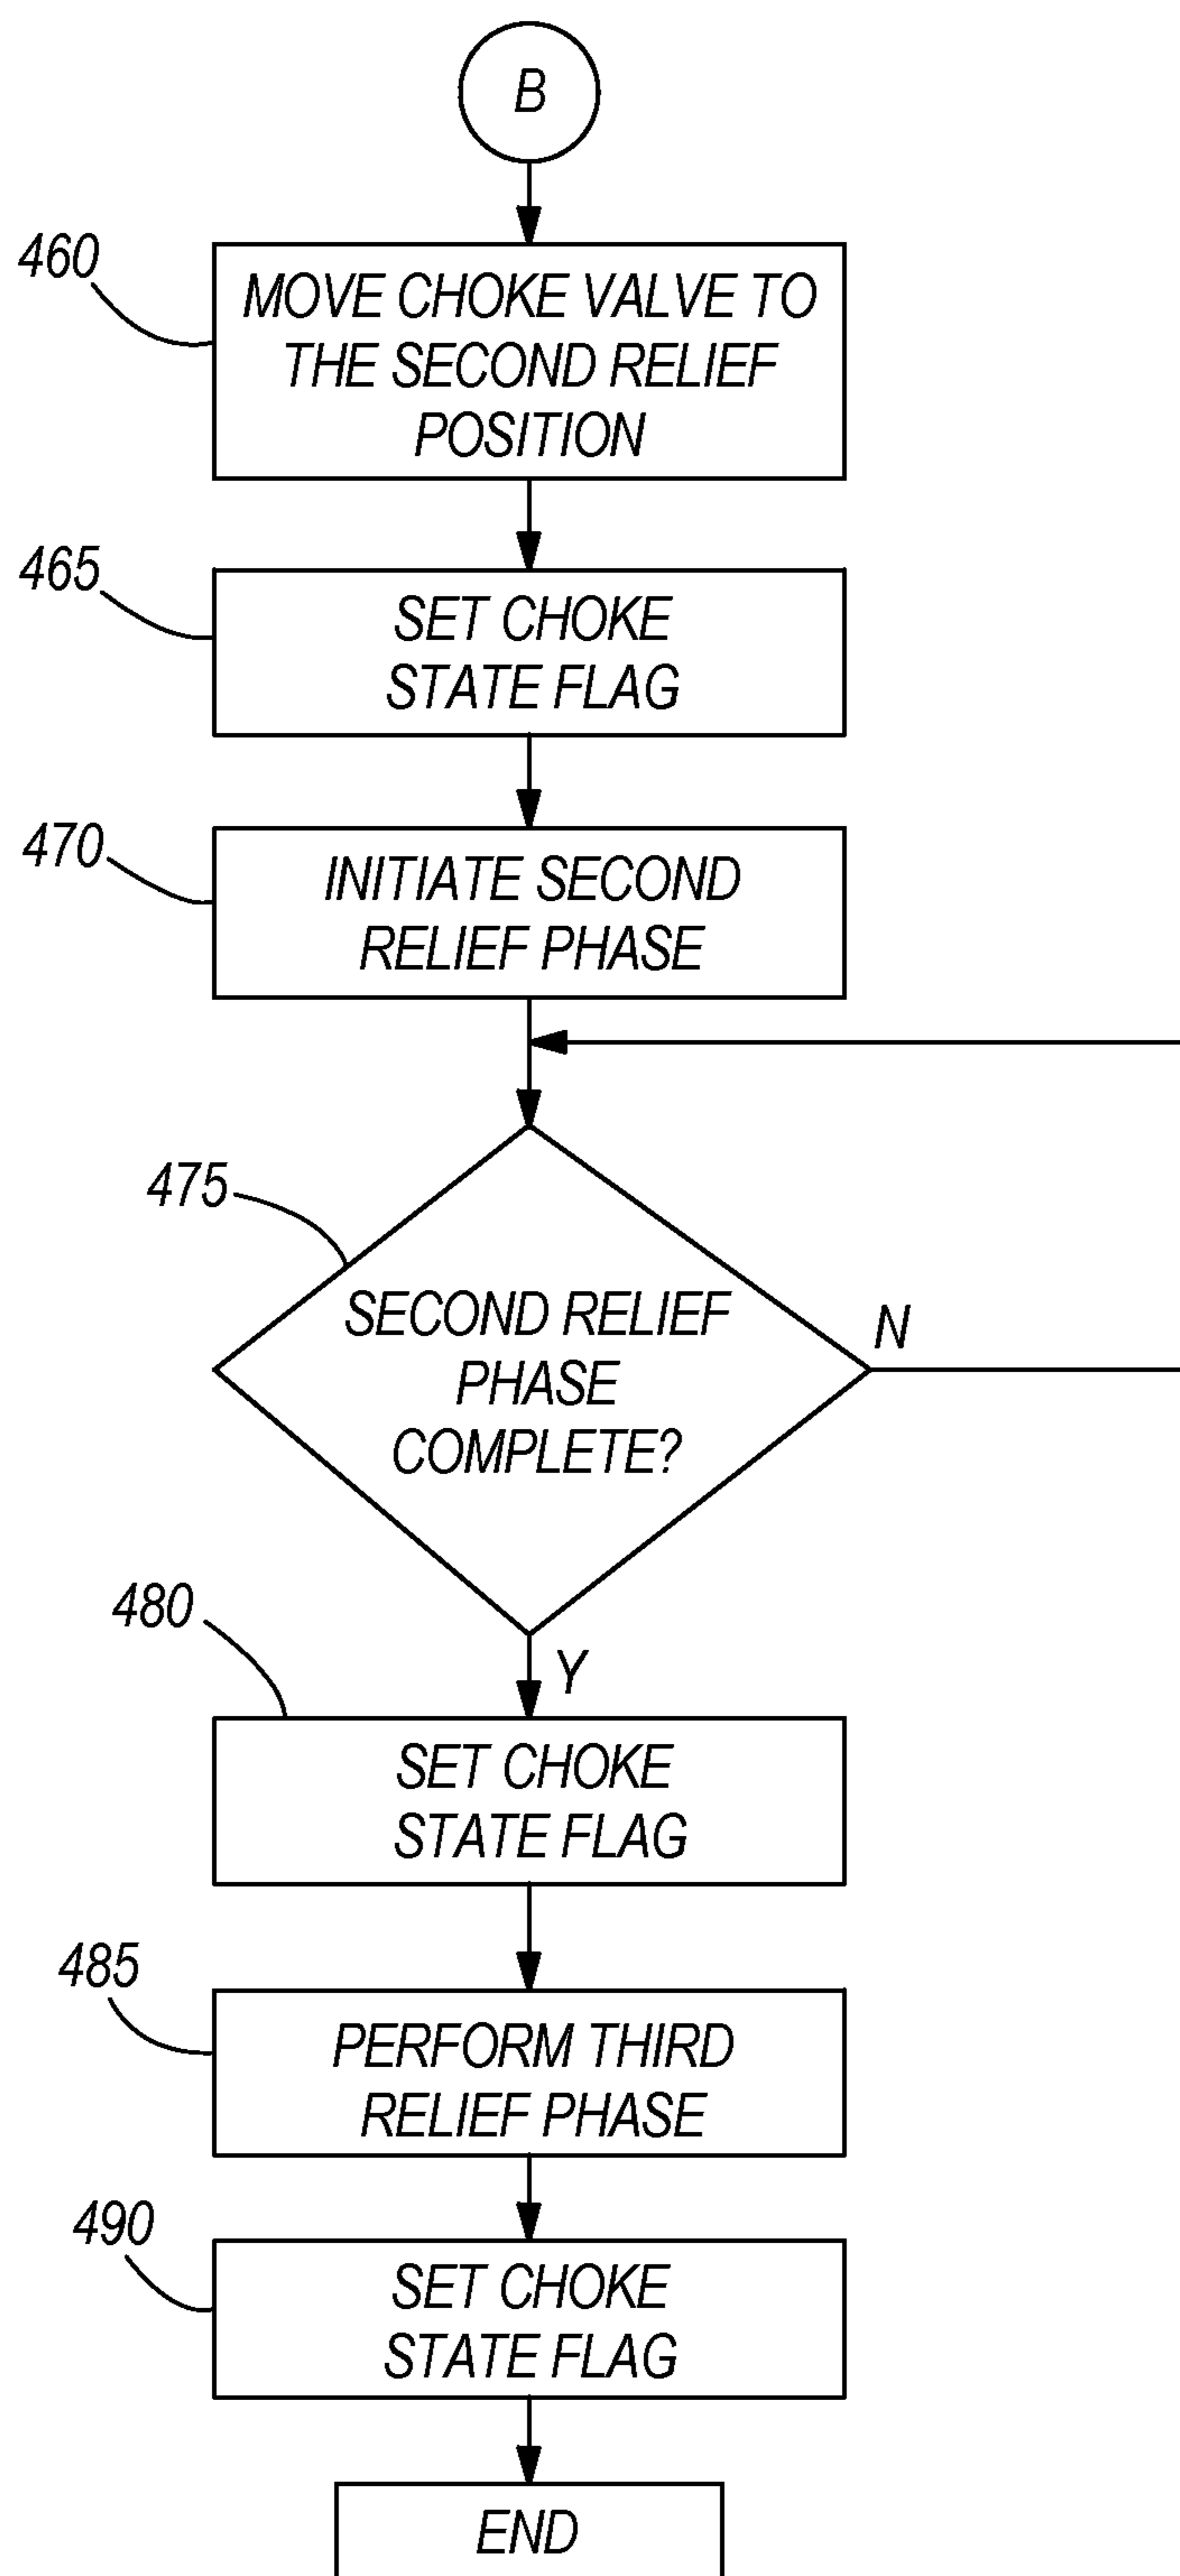 B
460
MOVE CHOKE VALVE TO
THE SECOND RELIEF
POSITION
465
SET CHOKE
STATE FLAG
470
INITIATE SECOND
RELIEF PHASE
475
SECOND RELIEF
PHASE
COMPLETE?
N
Y
480
SET CHOKE
STATE FLAG
485
PERFORM THIRD
RELIEF PHASE
490
SET CHOKE
STATE FLAG
END